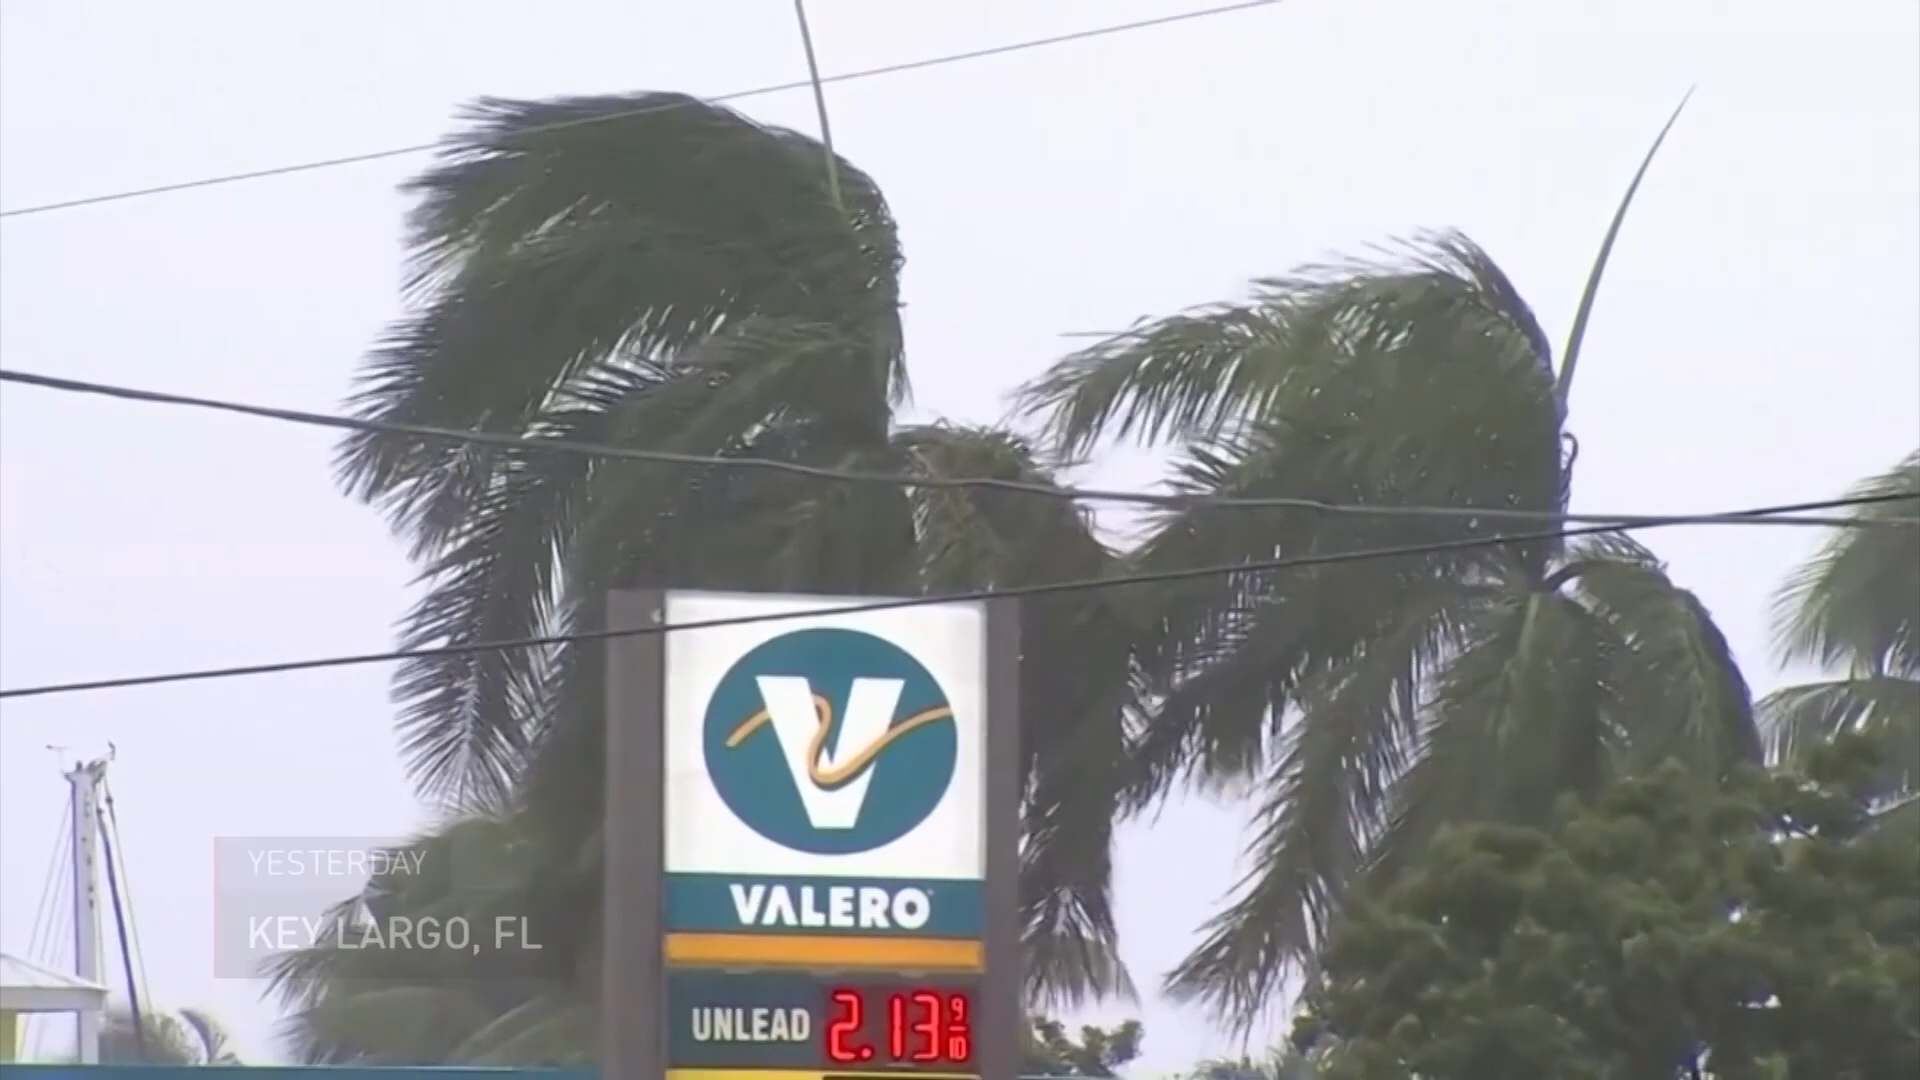 V
VALERO
YESTERDAY
KEY LARGO, FL
UNLEAD 2.13 9/10